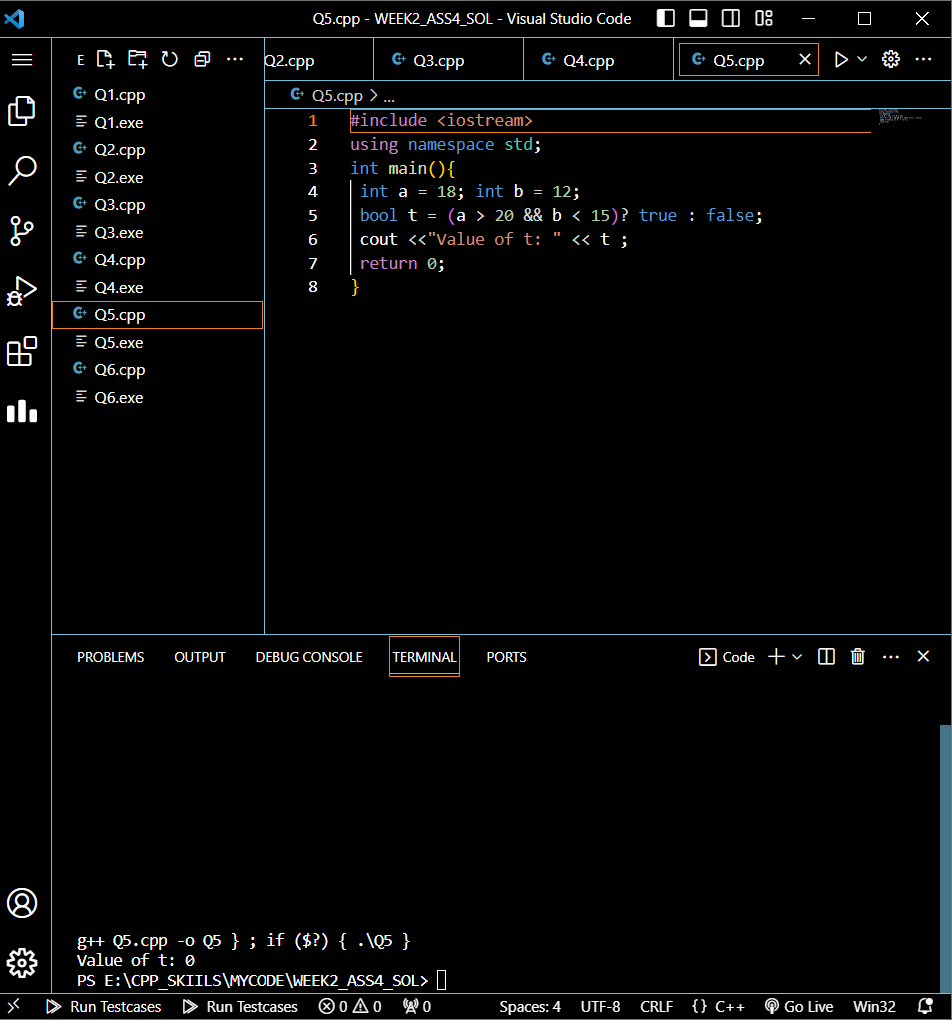 Q5.cpp - WEEK2_ASS4_SOL - Visual Studio Code
E
Q2.cpp
Q3.cpp
Q4.cpp
Q5.cpp
Q5.cpp > ...
Q1.cpp
Q1.exe
Q2.cpp
Q2.exe
Q3.cpp
Q3.exe
Q4.cpp
Q4.exe
Q5.cpp
Q5.exe
Q6.cpp
Q6.exe
1 #include <iostream>
2 using namespace std;
3 int main(){
4 int a = 18; int b = 12;
5 bool t = (a > 20 && b < 15)? true : false;
6 cout <<"Value of t: " << t ;
7 return 0;
8 }
PROBLEMS OUTPUT DEBUG CONSOLE TERMINAL PORTS Code
g++ Q5.cpp -o Q5 } ; if ($?) { .\Q5 }
Value of t: 0
PS E:\CPP_SKIILS\MYCODE\WEEK2_ASS4_SOL>
Run Testcases Run Testcases 0 0 0 Spaces: 4 UTF-8 CRLF {} C++ Go Live Win32